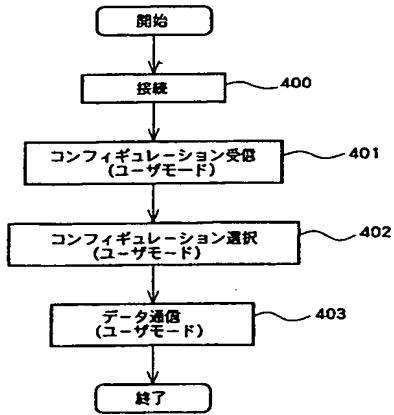 開始
接続
400
コンフィギュレーション受信
(ユーザモード)
401
コンフィギュレーション選択
(ユーザモード)
402
データ通信
(ユーザモード)
403
終了